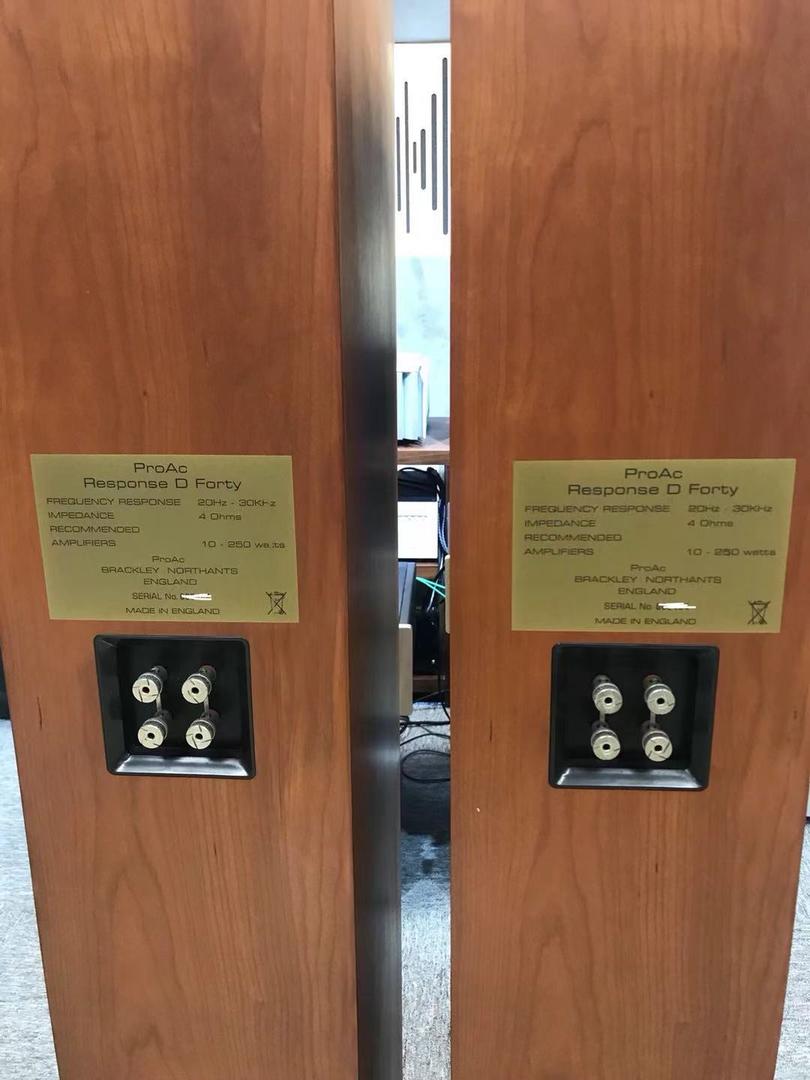 ProAc
Response D Forty
FREQUENCY RESPONSE 20Hz - 30KHz
IMPEDANCE 4 Ohms
RECOMMENDED
AMPLIFIERS 10 - 250 watts
ProAc
BRACKLEY NORTHANTS
ENGLAND
SERIAL No.
MADE IN ENGLAND
ProAc
Response D Forty
FREQUENCY RESPONSE 20Hz - 30KHz
IMPEDANCE 4 Ohms
RECOMMENDED
AMPLIFIERS 10 - 250 watts
ProAc
BRACKLEY NORTHANTS
ENGLAND
SERIAL No.
MADE IN ENGLAND